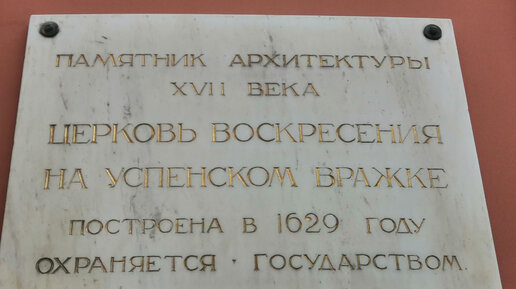 ПАМЯТНИК АРХИТЕКТУРЫ
XVII ВЕКА
ЦЕРКОВЬ ВОСКРЕСЕНИЯ
НА УСПЕНСКОМ ВРАЖКЕ
ПОСТРОЕНА В 1629 ГОДУ
ОХРАНЯЕТСЯ · ГОСУДАРСТВОМ.